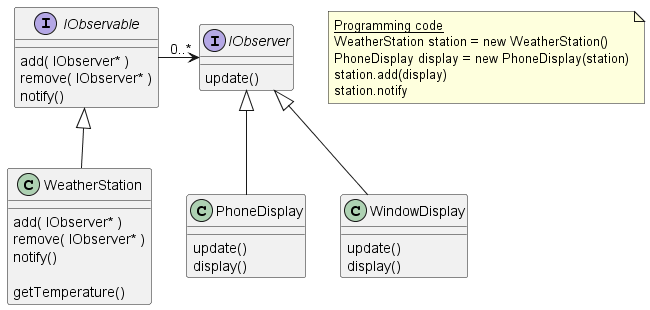 I IObservable
add( IObserver* )
remove( IObserver* )
notify()
0..*
I IObserver
update()
Programming code
WeatherStation station = new WeatherStation()
PhoneDisplay display = new PhoneDisplay(station)
station.add(display)
station.notify
C WeatherStation
add( IObserver* )
remove( IObserver* )
notify()
getTemperature()
C PhoneDisplay
update()
display()
C WindowDisplay
update()
display()